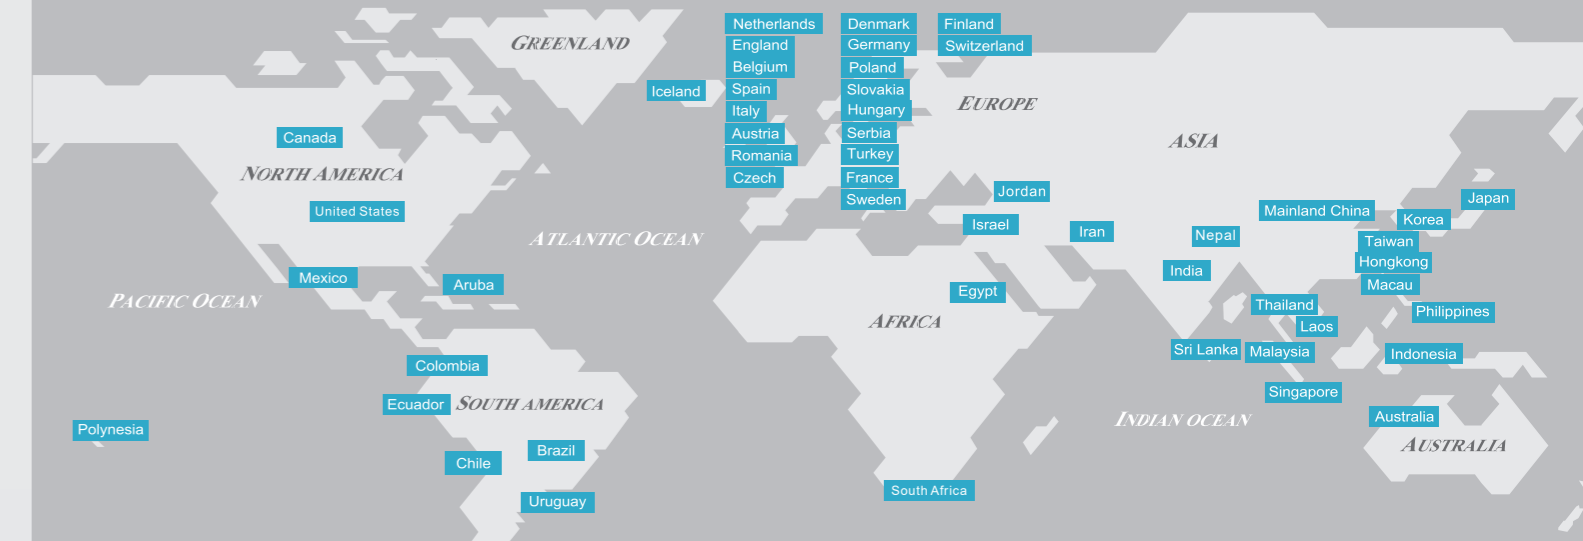 Netherlands
Denmark
Finland
GREENLAND
England
Germany
Switzerland
Belgium
Poland
Iceland
Spain
Slovakia
EUROPE
Italy
Hungary
Canada
Austria
Serbia
ASIA
Romania
Turkey
NORTH AMERICA
Czech
France
Jordan
Sweden
Japan
United States
Mainland China
Korea
Israel
Iran
Nepal
ATLANTIC OCEAN
Taiwan
Hongkong
India
Mexico
Aruba
Macau
Egypt
PACIFIC OCEAN
Thailand
Philippines
AFRICA
Laos
Sri Lanka
Malaysia
Indonesia
Colombia
Singapore
Ecuador
SOUTH AMERICA
INDIAN OCEAN
Australia
Polynesia
AUSTRALIA
Brazil
Chile
South Africa
Uruguay